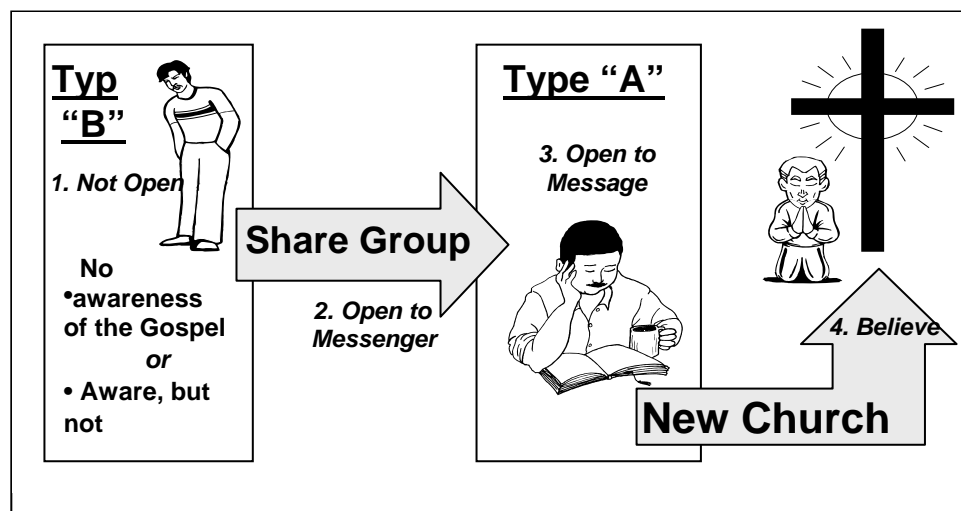 Typ
“B”
1. Not Open
No
•awareness
of the Gospel
or
• Aware, but
not
Share Group
2. Open to
Messenger
Type “A”
3. Open to
Message
4. Believe
New Church